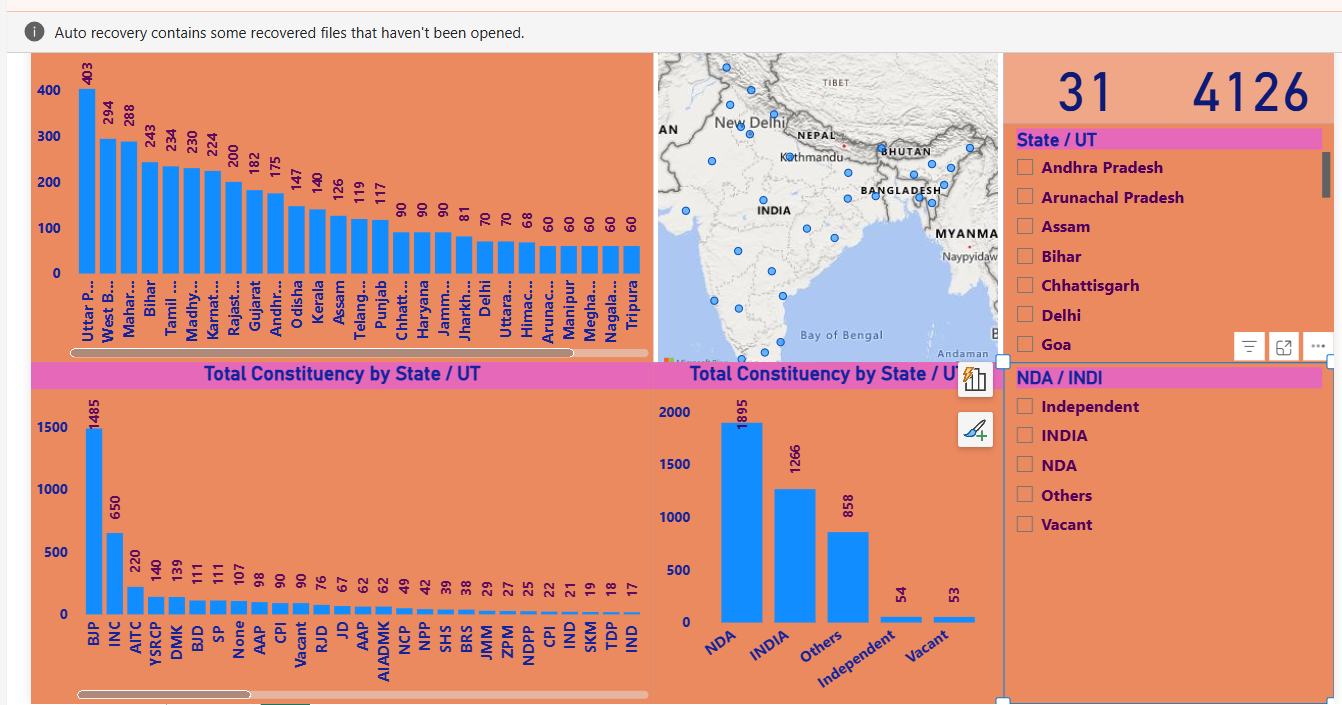 Auto recovery contains some recovered files that haven't been opened.
400
300
200
100
0
403
294
288
243
234
230
224
200
182
175
147
140
126
119
117
90
90
90
81
70
70
68
60
60
60
60
60
Uttar P...
West B...
Mahar...
Bihar
Tamil ...
Madhy...
Karnat...
Rajast...
Gujarat
Andhr...
Odisha
Kerala
Assam
Telang...
Punjab
Chhatt...
Haryana
Jamm...
Jharkh...
Delhi
Uttara...
Himac...
Arunac...
Manipur
Megha...
Nagala...
Tripura
TIBET
AN
New Delhi
NEPAL
Kathmandu
BHUTAN
BANGLADESH
INDIA
MYANMA
Naypyidaw
Bay of Bengal
Andaman
31
4126
State / UT
Andhra Pradesh
Arunachal Pradesh
Assam
Bihar
Chhattisgarh
Delhi
Goa
Total Constituency by State / UT
1500
1000
500
0
1485
650
220
140
139
111
111
107
98
90
90
76
67
62
62
49
42
39
38
29
27
25
22
21
19
18
17
BJP
INC
AITC
YSRCP
DMK
BJD
SP
None
AAP
CPI
Vacant
RJD
JD
AAP
AIADMK
NCP
NPP
SHS
BRS
JMM
ZPM
NDPP
CPI
IND
SKM
TDP
IND
Total Constituency by State / U
2000
1500
1000
500
0
1895
1266
858
54
53
NDA
INDIA
Others
Independent
Vacant
NDA / INDI
Independent
INDIA
NDA
Others
Vacant